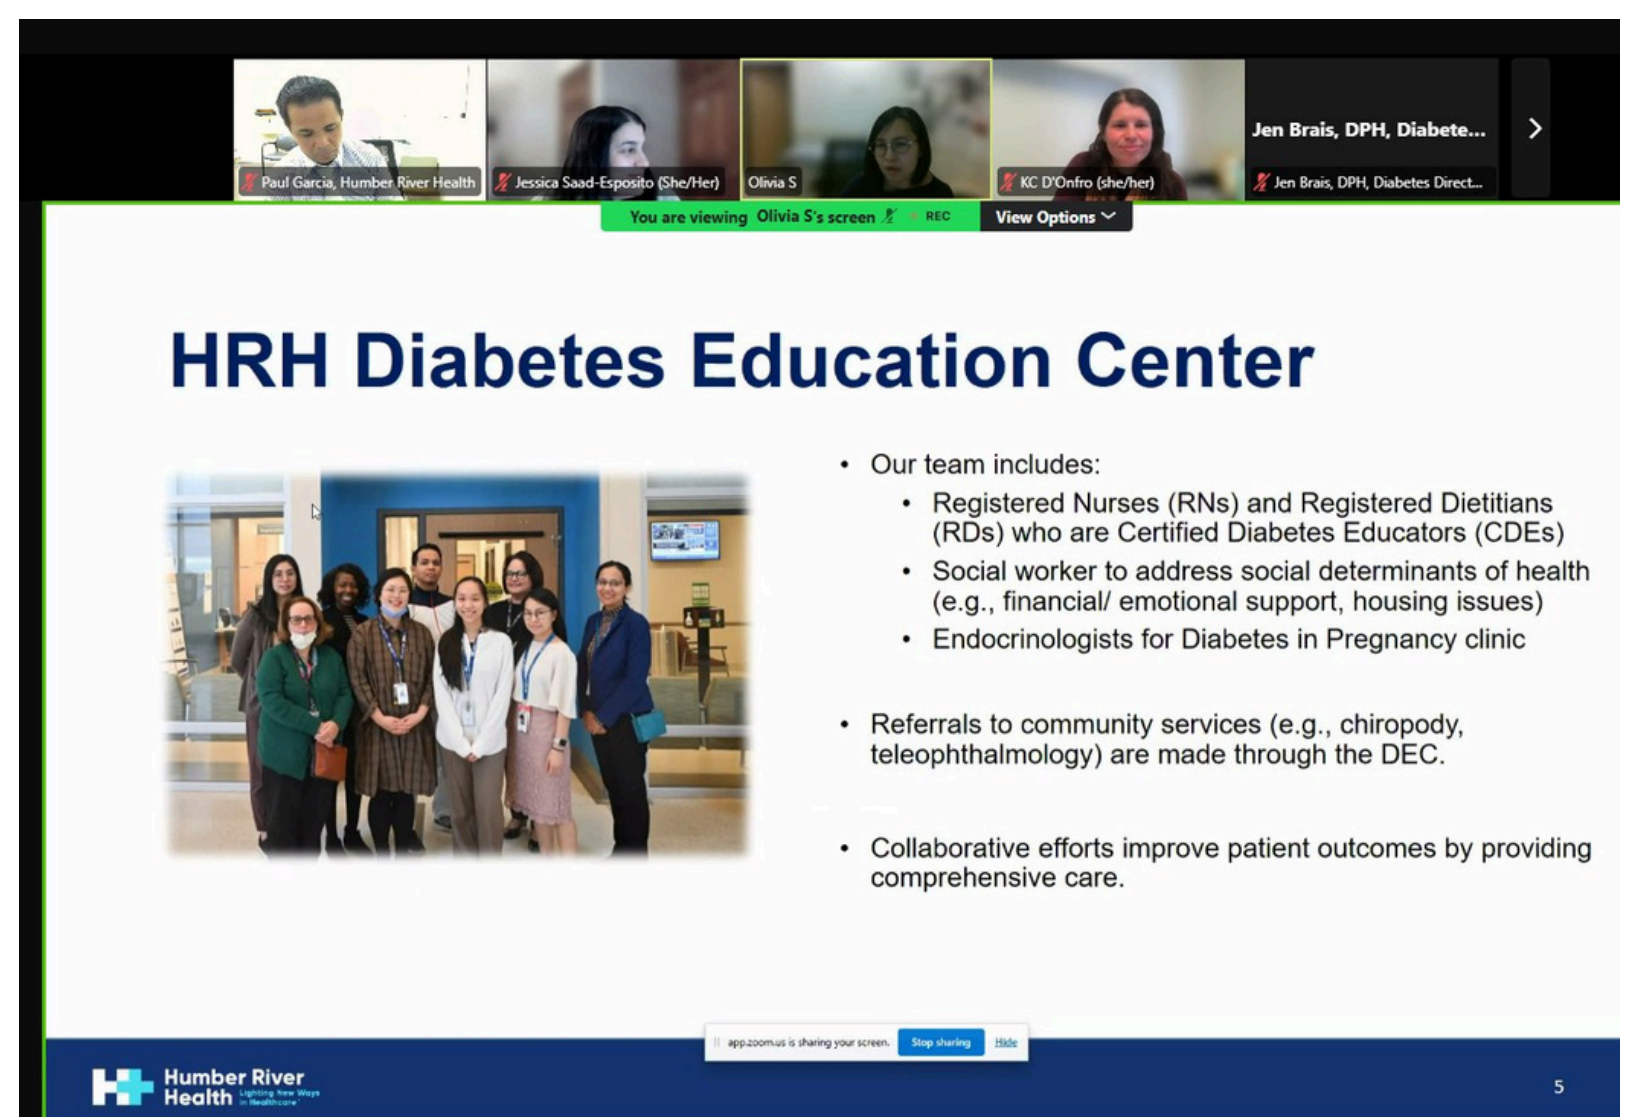 Jen Brais, DPH, Diabete...
Paul Garcia, Humber River Health
Jessica Saad-Esposito (She/Her)
Olivia S
KC D'Onfro (she/her)
Jen Brais, DPH, Diabetes Direct...
You are viewing Olivia S's screen
REC
View Options
HRH Diabetes Education Center
• Our team includes:
• Registered Nurses (RNs) and Registered Dietitians
(RDs) who are Certified Diabetes Educators (CDEs)
• Social worker to address social determinants of health
(e.g., financial/ emotional support, housing issues)
• Endocrinologists for Diabetes in Pregnancy clinic
• Referrals to community services (e.g., chiropody,
teleophthalmology) are made through the DEC.
• Collaborative efforts improve patient outcomes by providing
comprehensive care.
app.zoom.us is sharing your screen.
Stop sharing
Hide
Humber River
Health
Lighting New Ways
in Healthcare
5